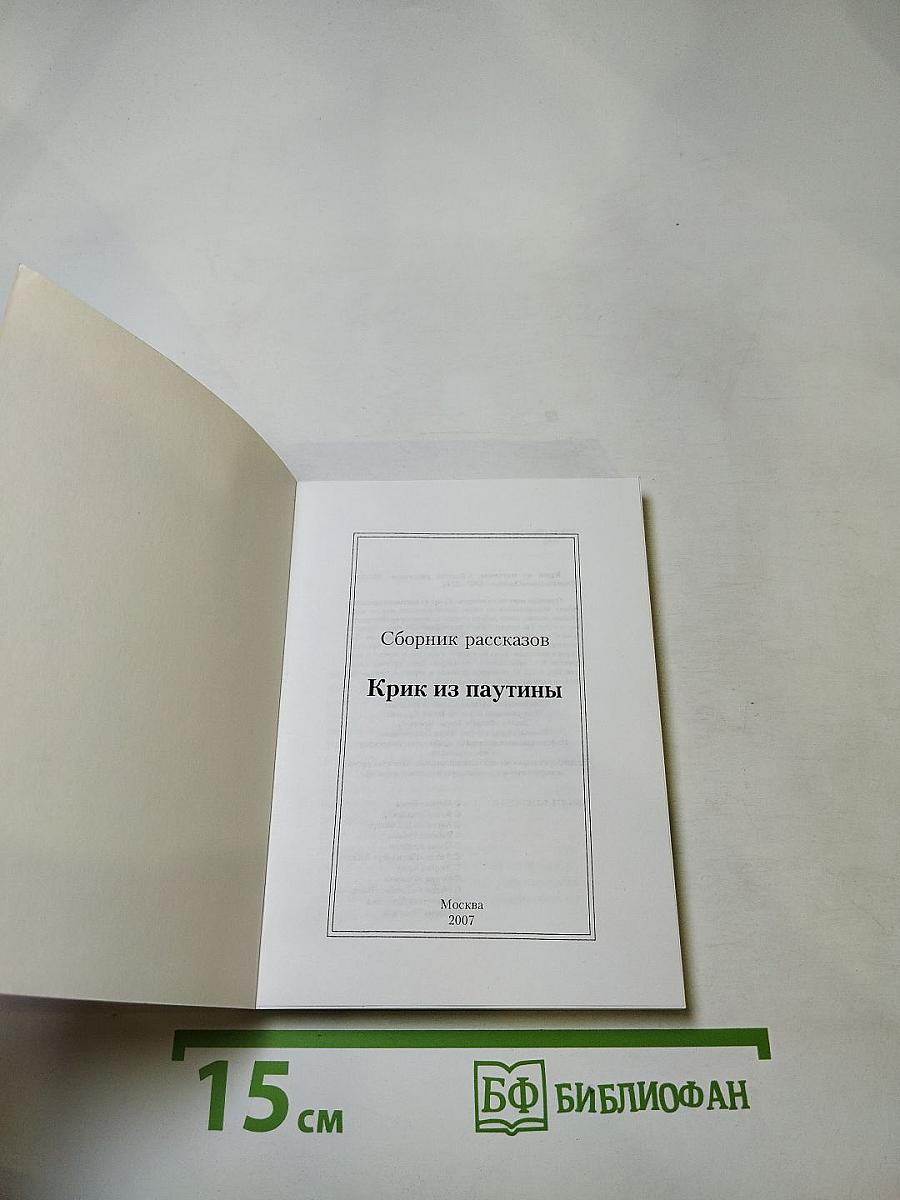 Сборник рассказов
Крик из паутины
Москва
2007
15 см
БФ БИБЛИОФАН